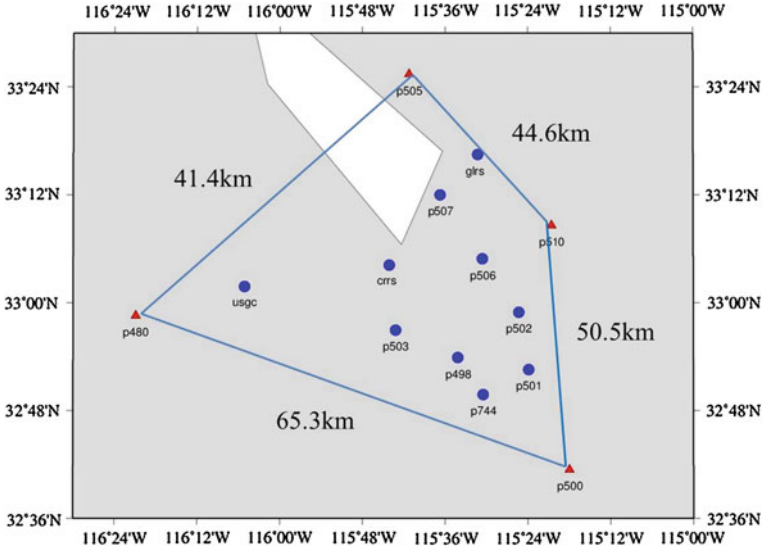 116°24'W 116°12'W 116°00'W 115°48'W 115°36'W 115°24'W 115°12'W 115°00'W
33°24'N 33°24'N
p505
44.6km
glrs
41.4km
33°12'N 33°12'N
p507
p510
crrs
p506
usgc
33°00'N 33°00'N
p480
p502
50.5km
p503
p498
p501
32°48'N 32°48'N
p744
65.3km
p500
32°36'N 32°36'N
116°24'W 116°12'W 116°00'W 115°48'W 115°36'W 115°24'W 115°12'W 115°00'W